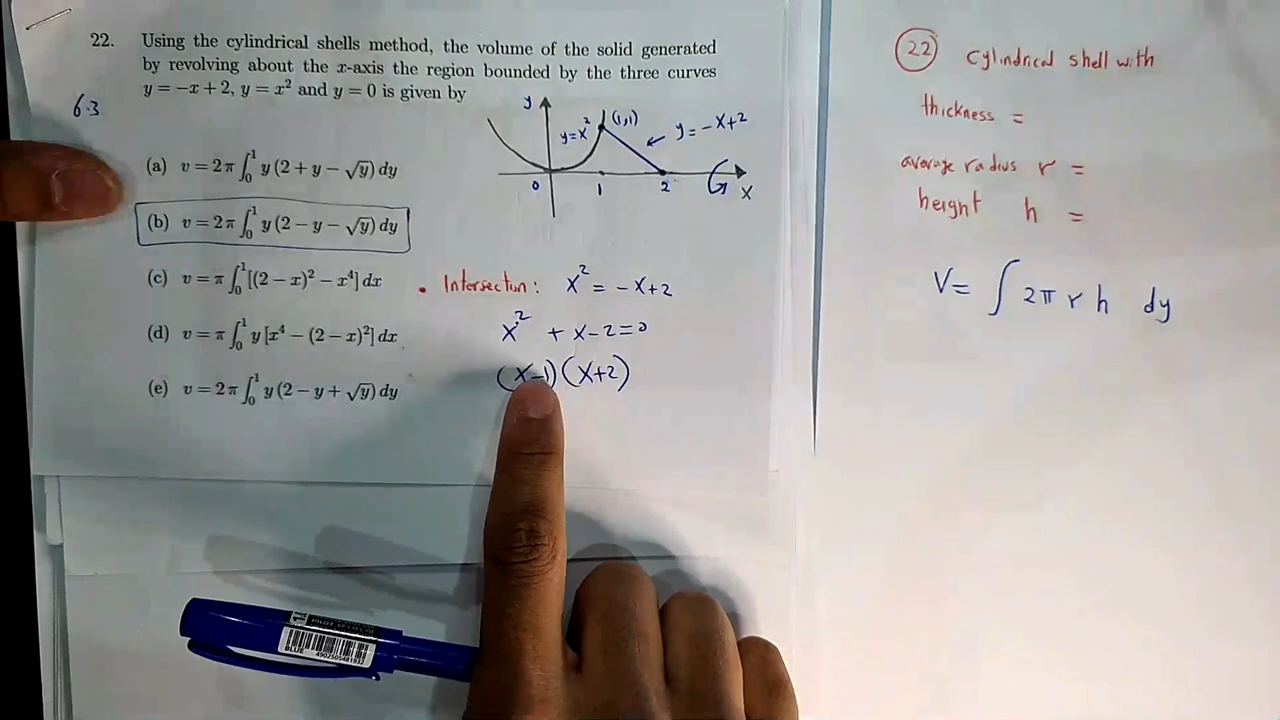 22. Using the cylindrical shells method, the volume of the solid generated
by revolving about the x-axis the region bounded by the three curves
y = −x + 2, y = x² and y = 0 is given by
6.3
y
y=x²
(1,1)
y = -x+2
0
1
2
x
(a) v = 2π ∫₀¹ y (2 + y − √y) dy
(b) v = 2π ∫₀¹ y (2 − y − √y) dy
(c) v = π ∫₀¹ [(2 − x)² − x⁴] dx
(d) v = π ∫₀¹ y [x⁴ − (2 − x)²] dx
(e) v = 2π ∫₀¹ y (2 − y + √y) dy
• Intersection: x² = -x+2
x² + x-2=0
(x-1)(x+2)
22 Cylindrical shell with
thickness =
average radius r =
height h =
V= ∫ 2π r h dy
PILOT
BLUE 4902505481932